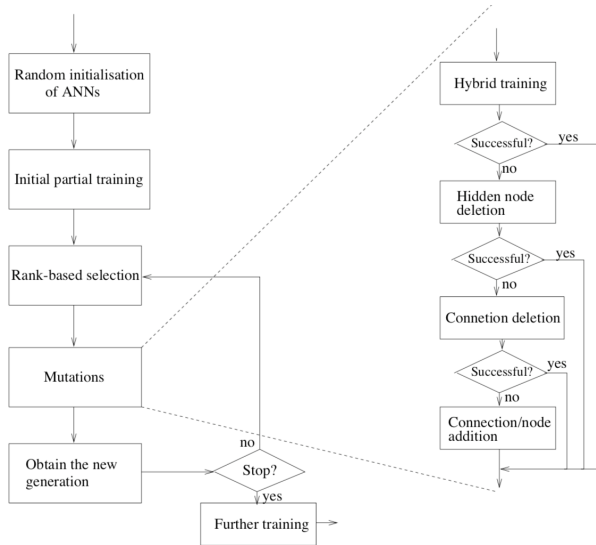 Random initialisation
of ANNs
Initial partial training
Rank-based selection
Mutations
Obtain the new
generation
no
Stop?
yes
Further training
Hybrid training
Successful?
yes
no
Hidden node
deletion
Successful?
yes
no
Connetion deletion
Successful?
yes
no
Connection/node
addition